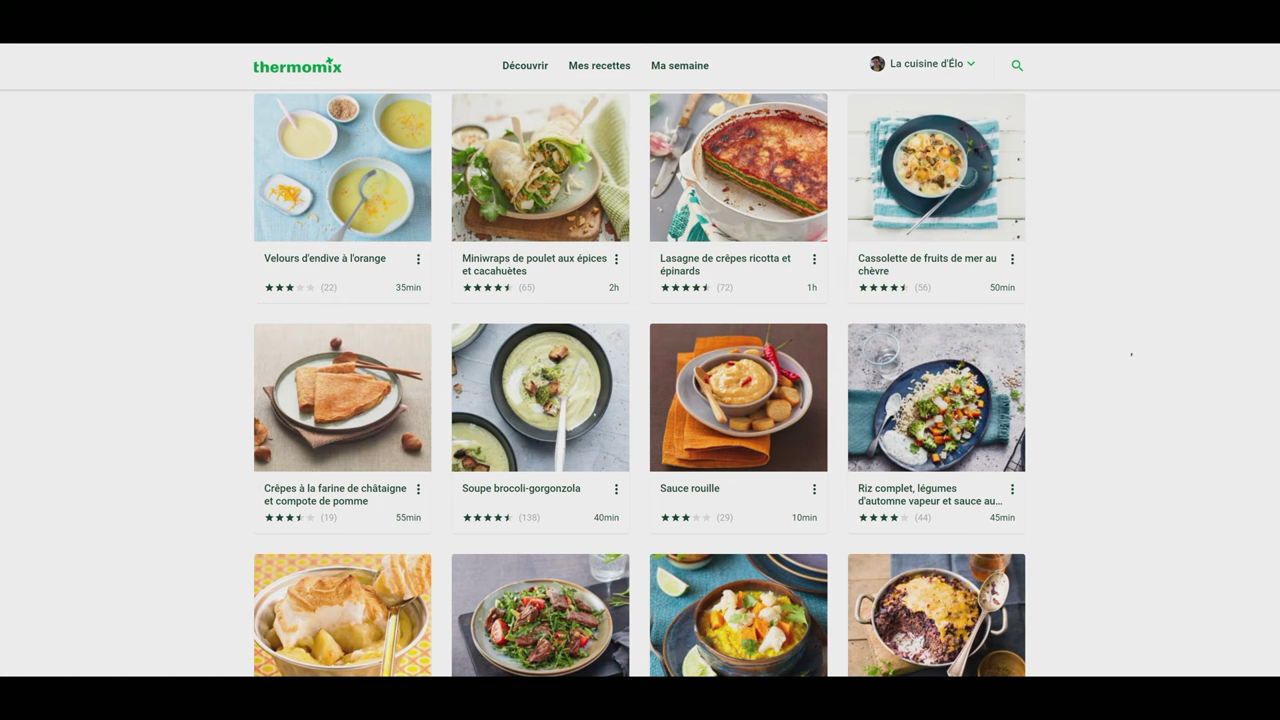 thermomix
Découvrir Mes recettes Ma semaine
La cuisine d'Élo
Velours d'endive à l'orange
(22) 35min
Miniwraps de poulet aux épices
et cacahuètes
(65) 2h
Lasagne de crêpes ricotta et
épinards
(72) 1h
Cassolette de fruits de mer au
chèvre
(56) 50min
Crêpes à la farine de châtaigne
et compote de pomme
(19) 55min
Soupe brocoli-gorgonzola
(138) 40min
Sauce rouille
(29) 10min
Riz complet, légumes
d'automne vapeur et sauce au...
(44) 45min